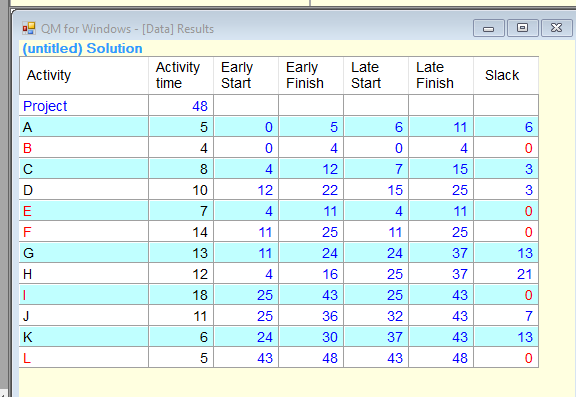 QM for Windows - [Data] Results
(untitled) Solution
Activity Activity time Early Start Early Finish Late Start Late Finish Slack
Project 48
A 5 0 5 6 11 6
B 4 0 4 0 4 0
C 8 4 12 7 15 3
D 10 12 22 15 25 3
E 7 4 11 4 11 0
F 14 11 25 11 25 0
G 13 11 24 24 37 13
H 12 4 16 25 37 21
I 18 25 43 25 43 0
J 11 25 36 32 43 7
K 6 24 30 37 43 13
L 5 43 48 43 48 0